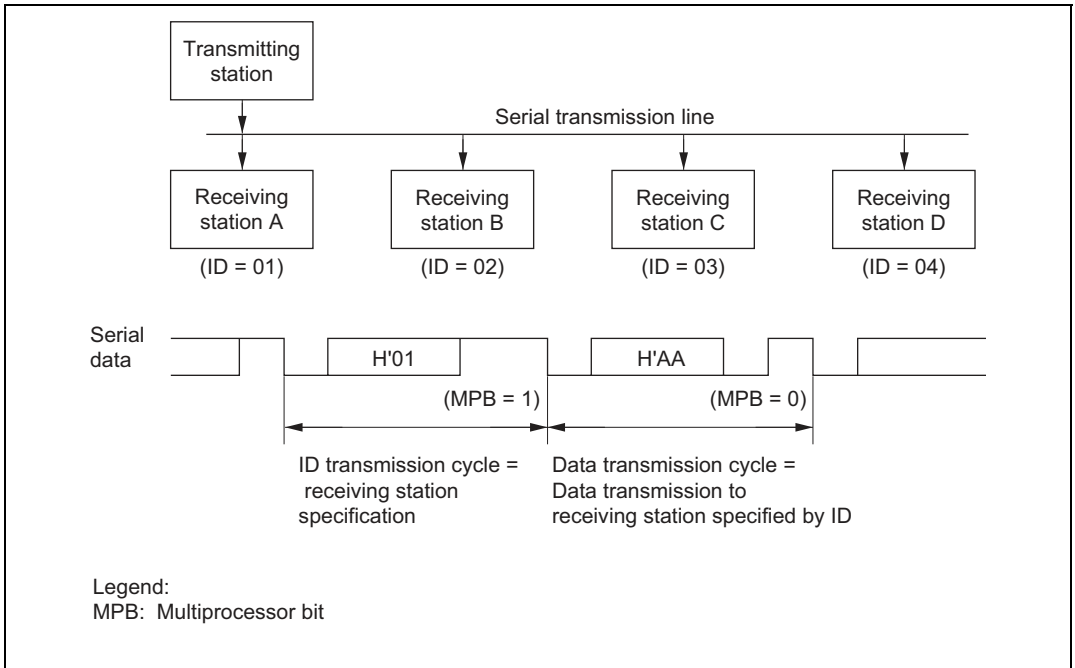 Transmitting
station
Serial transmission line
Receiving
station A
Receiving
station B
Receiving
station C
Receiving
station D
(ID = 01)
(ID = 02)
(ID = 03)
(ID = 04)
Serial
data
H'01
H'AA
(MPB = 1)
(MPB = 0)
ID transmission cycle =
receiving station
specification
Data transmission cycle =
Data transmission to
receiving station specified by ID
Legend:
MPB: Multiprocessor bit